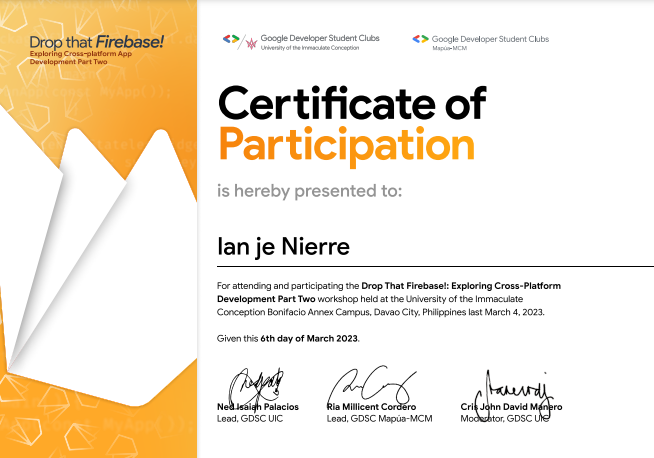 Drop that Firebase!
Exploring Cross-platform App
Development Part Two
Google Developer Student Clubs
University of the Immaculate Conception
Google Developer Student Clubs
Mapúa-MCM
Certificate of
Participation
is hereby presented to:
Ian je Nierre
For attending and participating the Drop That Firebase!: Exploring Cross-Platform
Development Part Two workshop held at the University of the Immaculate
Conception Bonifacio Annex Campus, Davao City, Philippines last March 4, 2023.
Given this 6th day of March 2023.
Ned Isaiah Palacios
Lead, GDSC UIC
Ria Millicent Cordero
Lead, GDSC Mapúa-MCM
Cris John David Manero
Moderator, GDSC UIC